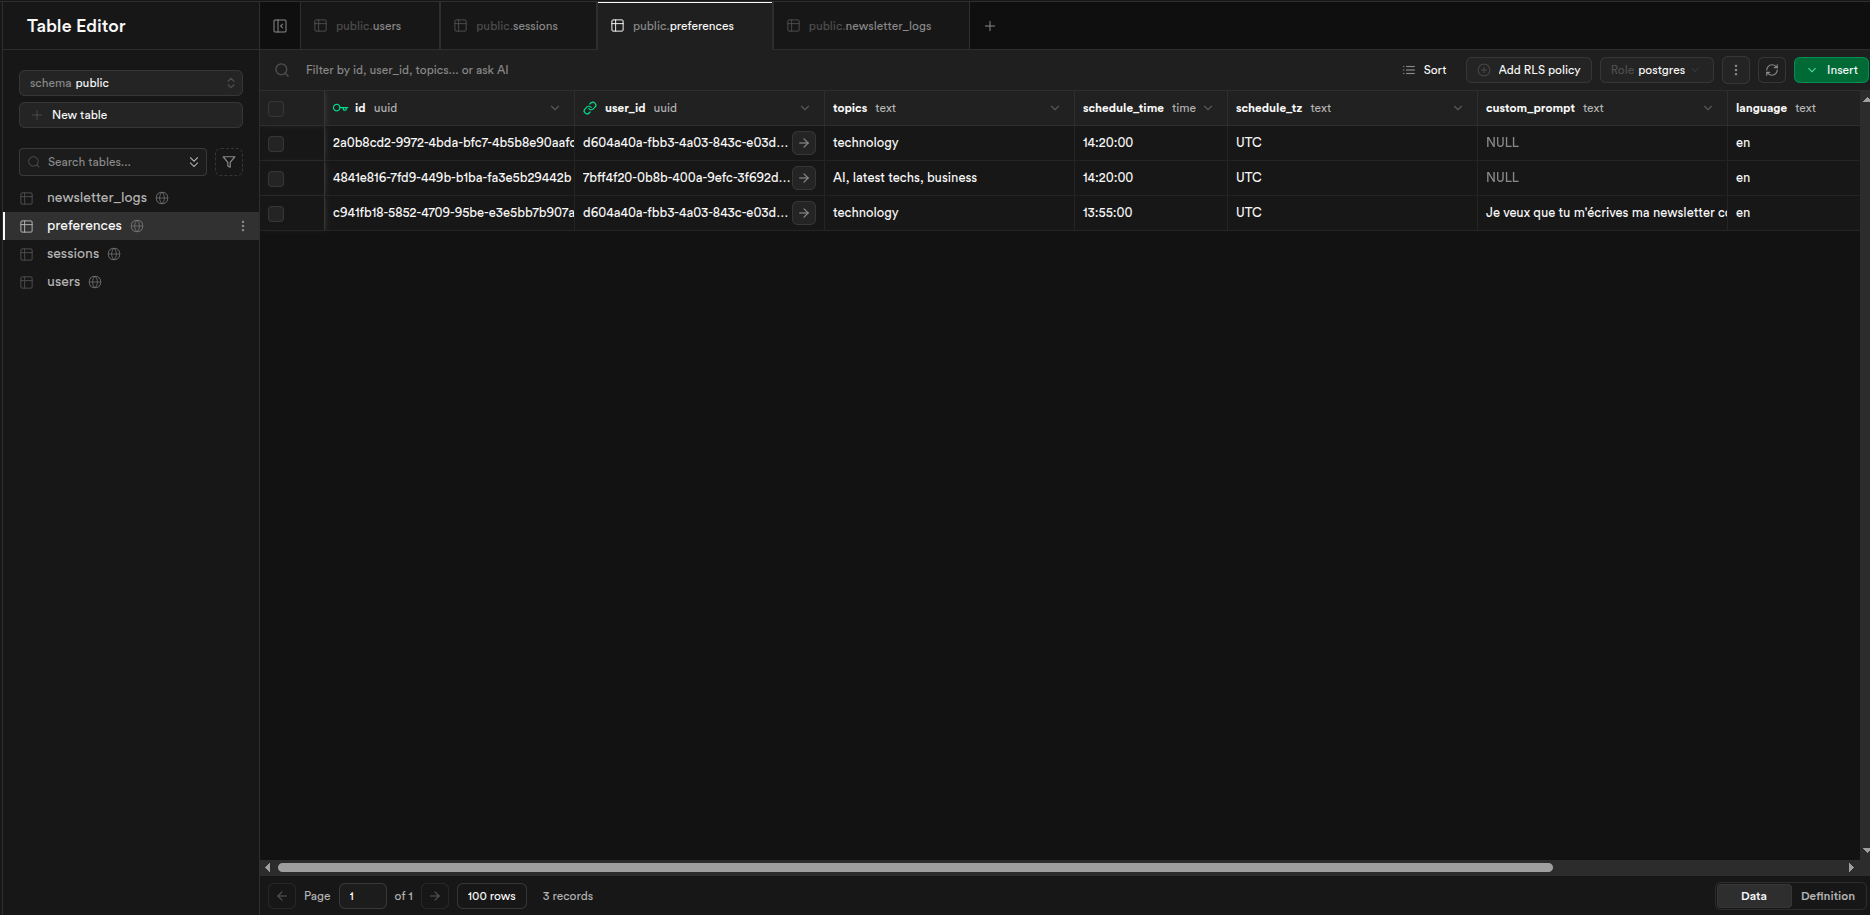 Table Editor
public.users
public.sessions
public.preferences
public.newsletter_logs
schema public
New table
Search tables...
newsletter_logs
preferences
sessions
users
Filter by id, user_id, topics... or ask AI
Sort
Add RLS policy
Role postgres
Insert
id uuid user_id uuid topics text schedule_time time schedule_tz text custom_prompt text language text
2a0b8cd2-9972-4bda-bfc7-4b5b8e90aafc d604a40a-fbb3-4a03-843c-e03d... technology 14:20:00 UTC NULL en
4841e816-7fd9-449b-b1ba-fa3e5b29442b 7bff4f20-0b8b-400a-9efc-3f692d... AI, latest techs, business 14:20:00 UTC NULL en
c941fb18-5852-4709-95be-e3e5bb7b907a d604a40a-fbb3-4a03-843c-e03d... technology 13:55:00 UTC Je veux que tu m'écrives ma newsletter en
Page 1 of 1 100 rows 3 records
Data Definition